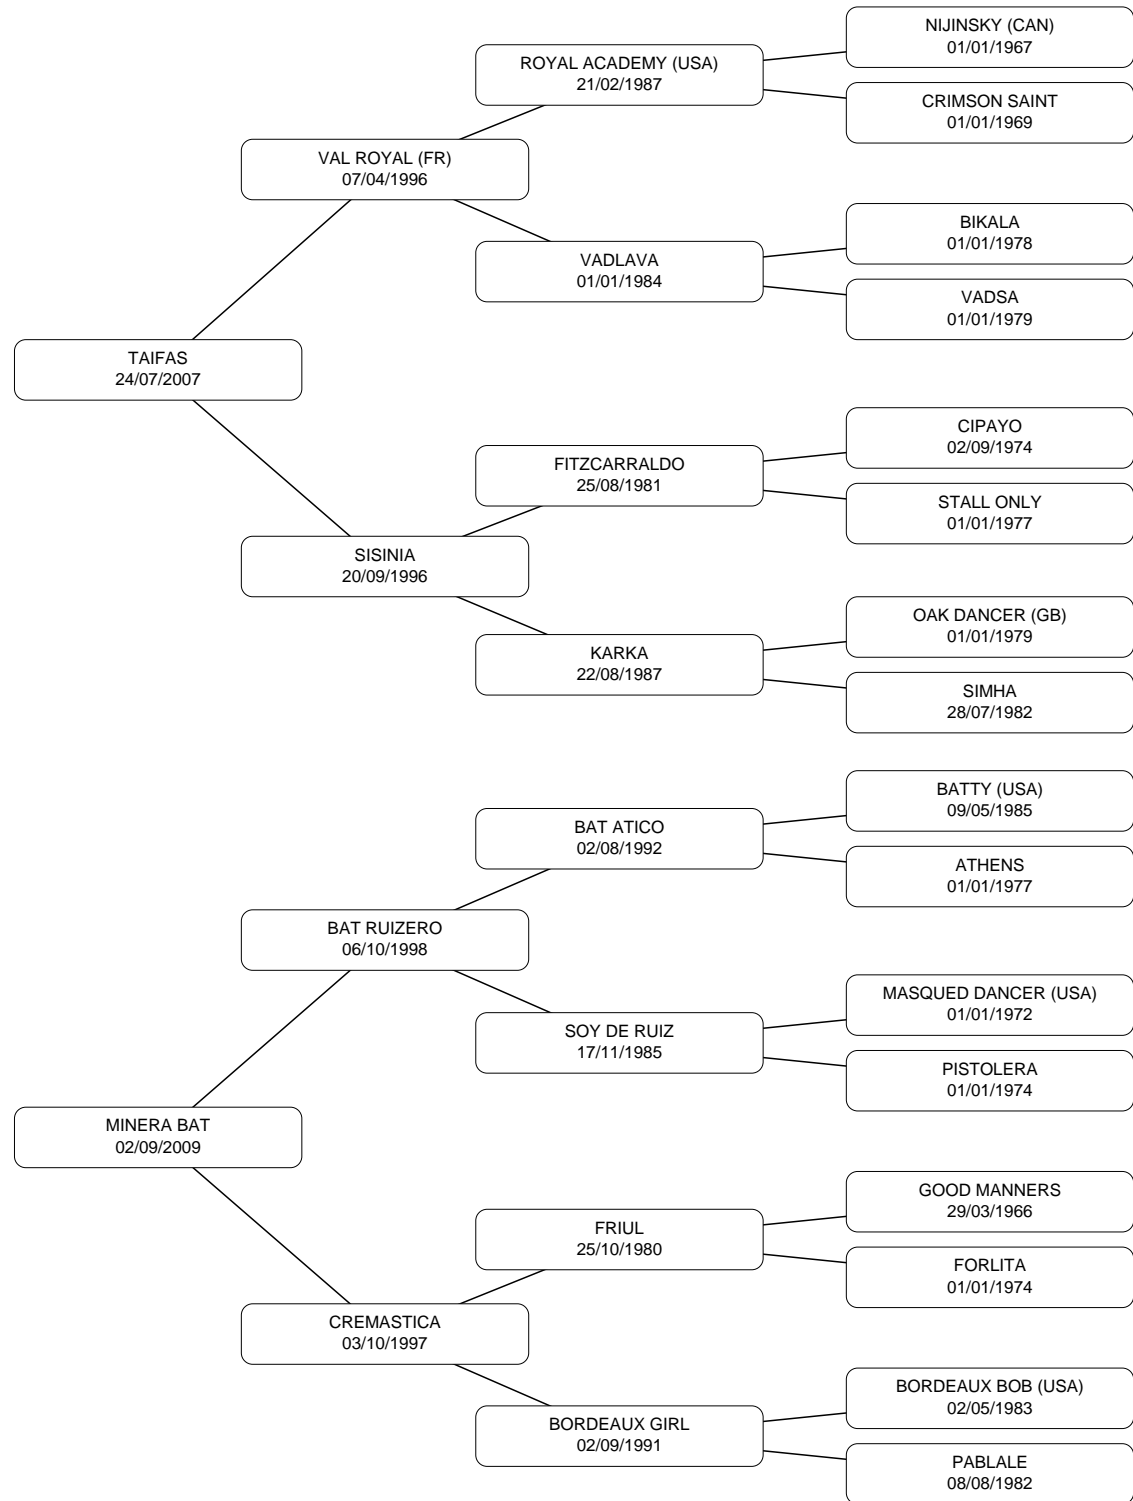 NIJINSKY (CAN)
01/01/1967
ROYAL ACADEMY (USA)
21/02/1987
CRIMSON SAINT
01/01/1969
VAL ROYAL (FR)
07/04/1996
BIKALA
01/01/1978
VADLAVA
01/01/1984
VADSA
01/01/1979
TAIFAS
24/07/2007
CIPAYO
02/09/1974
FITZCARRALDO
25/08/1981
STALL ONLY
01/01/1977
SISINIA
20/09/1996
OAK DANCER (GB)
01/01/1979
KARKA
22/08/1987
SIMHA
28/07/1982
BATTY (USA)
09/05/1985
BAT ATICO
02/08/1992
ATHENS
01/01/1977
BAT RUIZERO
06/10/1998
MASQUED DANCER (USA)
01/01/1972
SOY DE RUIZ
17/11/1985
PISTOLERA
01/01/1974
MINERA BAT
02/09/2009
GOOD MANNERS
29/03/1966
FRIUL
25/10/1980
FORLITA
01/01/1974
CREMASTICA
03/10/1997
BORDEAUX BOB (USA)
02/05/1983
BORDEAUX GIRL
02/09/1991
PABLALE
08/08/1982